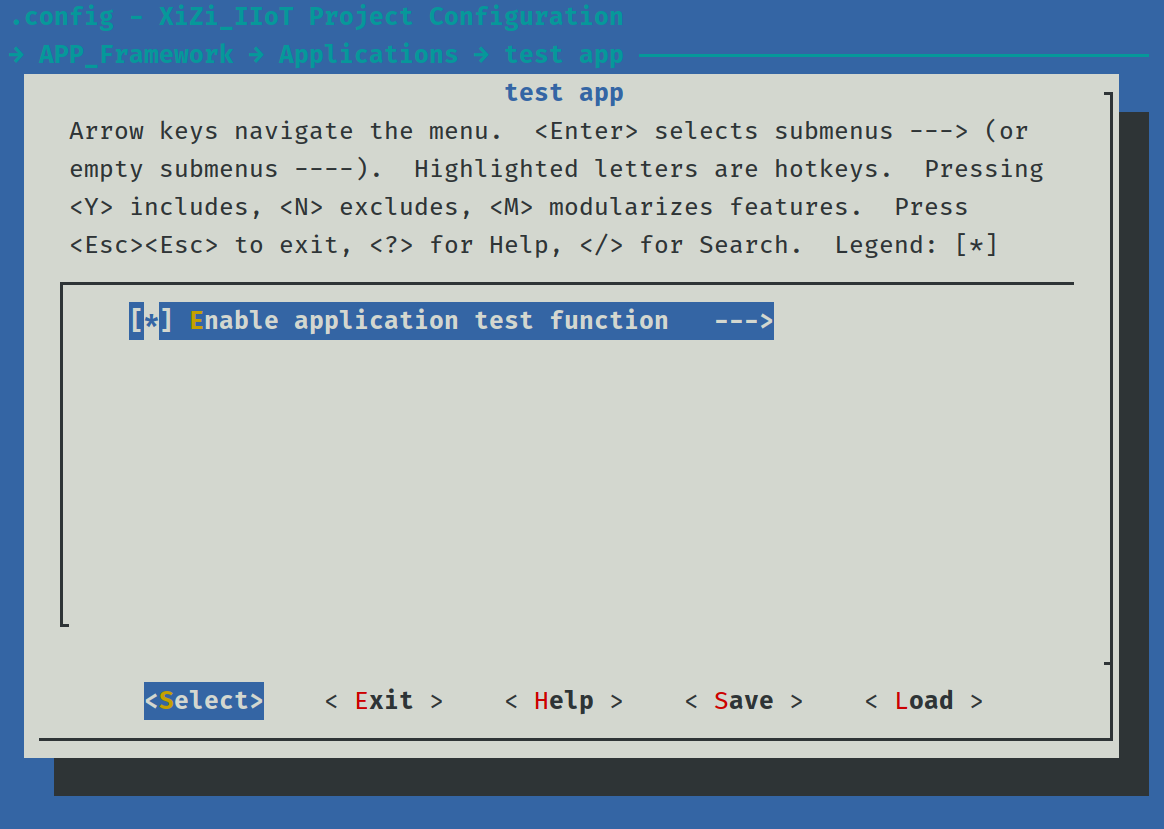 .config - XiZi_IIoT Project Configuration
→ APP_Framework → Applications → test app
test app
Arrow keys navigate the menu.  <Enter> selects submenus ---> (or
empty submenus ----).  Highlighted letters are hotkeys.  Pressing
<Y> includes, <N> excludes, <M> modularizes features.  Press
<Esc><Esc> to exit, <?> for Help, </> for Search.  Legend: [*]
[*] Enable application test function   --->
<Select>    < Exit >    < Help >    < Save >    < Load >